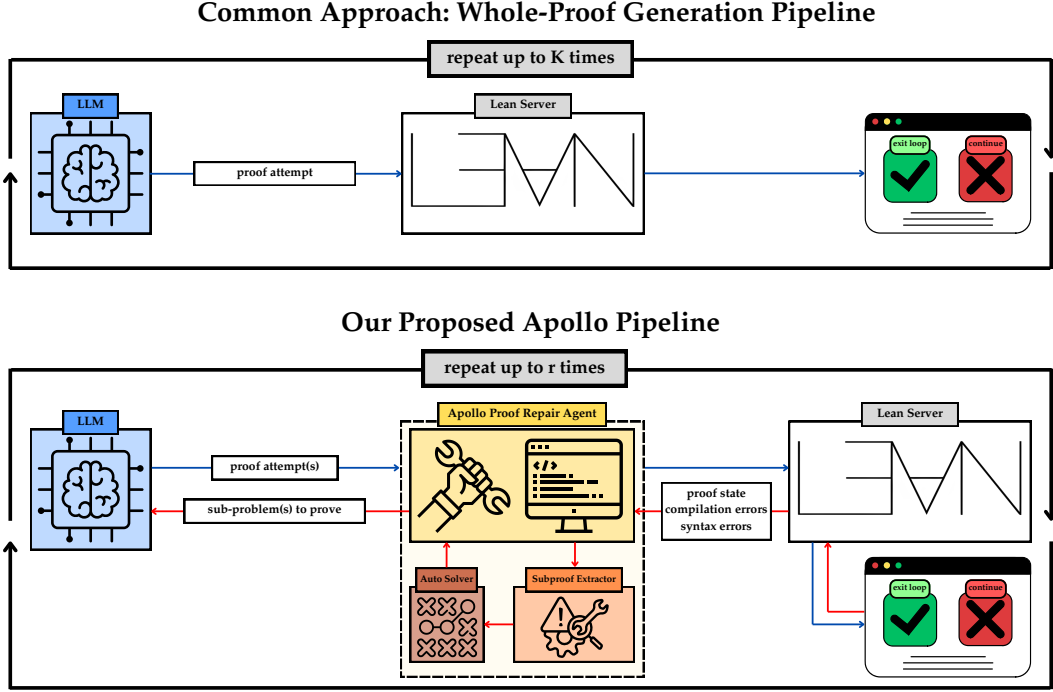 Common Approach: Whole-Proof Generation Pipeline
repeat up to K times
LLM
Lean Server
proof attempt
LEAN
exit loop
continue
Our Proposed Apollo Pipeline
repeat up to r times
LLM
Apollo Proof Repair Agent
Lean Server
proof attempt(s)
sub-problem(s) to prove
</>
proof state
compilation errors
syntax errors
LEAN
Auto Solver
Subproof Extractor
exit loop
continue